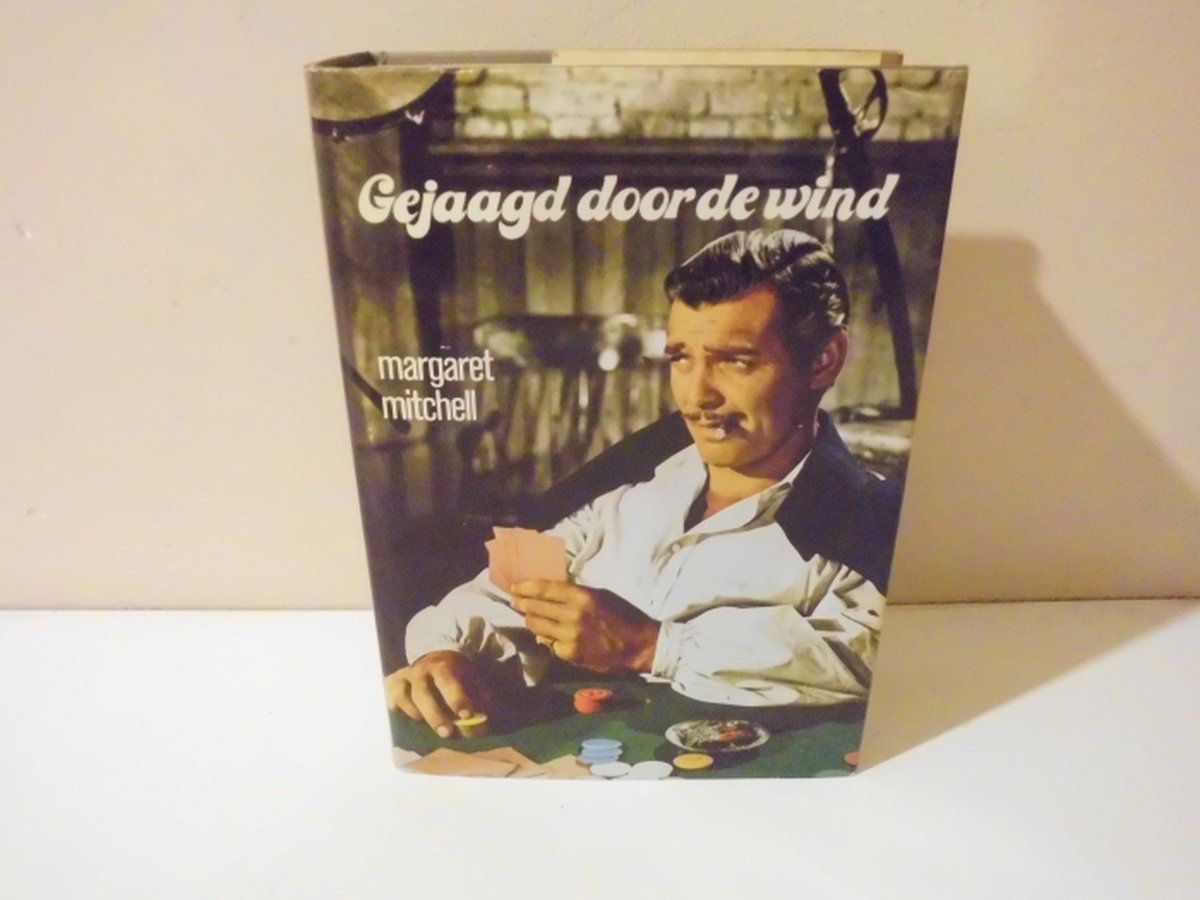 Gejaagd door de wind
margaret
mitchell